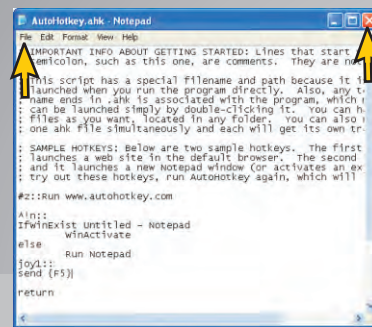 AutoHotkey.ahk - Notepad
File Edit Format View Help
; IMPORTANT INFO ABOUT GETTING STARTED: Lines that start
; semicolon, such as this one, are comments. They are no
; This script has a special filename and path because it i
; launched when you run the program directly. Also, any t
; name ends in .ahk is associated with the program, which
; can be launched simply by double-clicking it. You can h
; files as you want, located in any folder. You can also
; one ahk file simultaneously and each will get its own tr
; SAMPLE HOTKEYS: Below are two sample hotkeys. The first
; launches a web site in the default browser. The second
; and it launches a new Notepad window (or activates an ex
; try out these hotkeys, run AutoHotkey again, which will
#z::Run www.autohotkey.com
^!n::
IfWinExist Untitled - Notepad
WinActivate
else
Run Notepad
joy1::
send {F5}
return